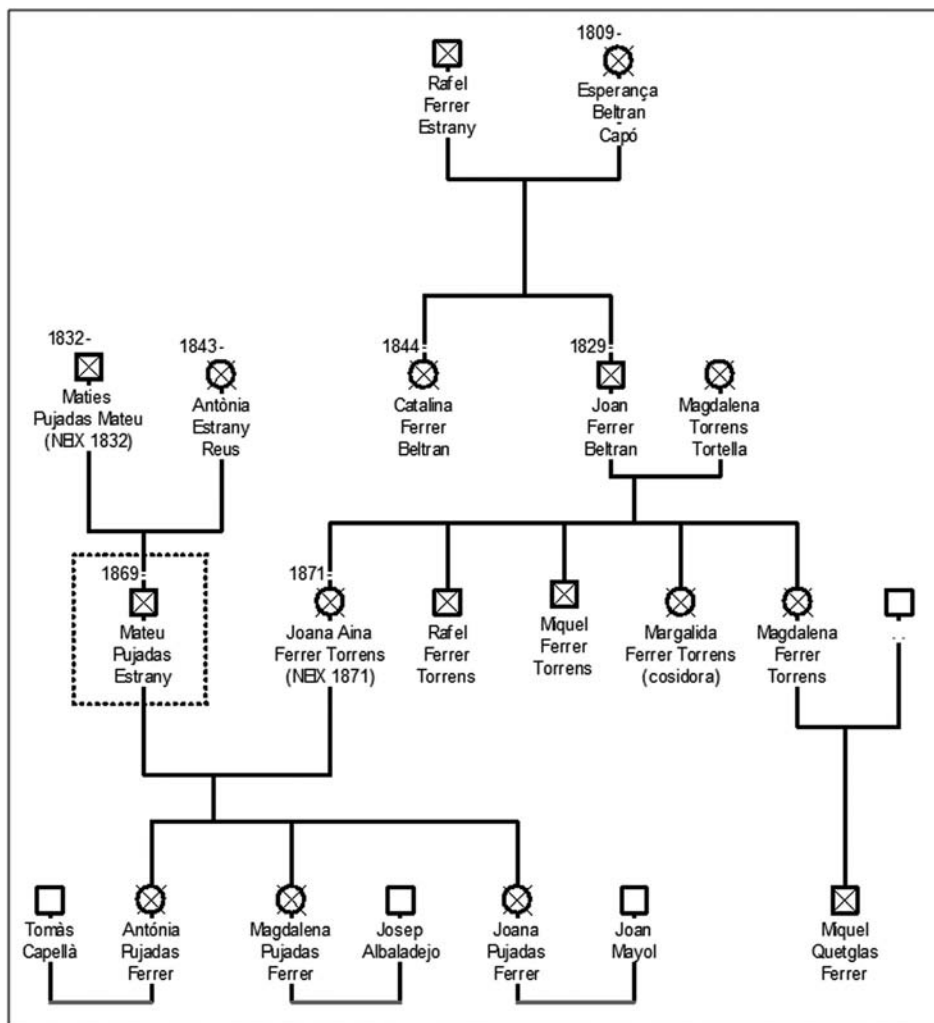 1809-
Rafel
Ferrer
Estrany
Esperança
Beltran
-
Capó
1832-
Maties
Pujadas Mateu
(NEIX 1832)
1843-
Antònia
Estrany
Reus
1844-
Catalina
Ferrer
Beltran
1829-
Joan
Ferrer
Beltran
Magdalena
Torrens
Tortella
1869-
Mateu
Pujadas
Estrany
1871-
Joana Aina
Ferrer Torrens
(NEIX 1871)
Rafel
Ferrer
Torrens
Miquel
Ferrer
Torrens
Margalida
Ferrer Torrens
(cosidora)
Magdalena
Ferrer
Torrens
. .
Tomàs
Capellà
Antónia
Pujadas
Ferrer
Magdalena
Pujadas
Ferrer
Josep
Albaladejo
Joana
Pujadas
Ferrer
Joan
Mayol
Miquel
Quetglas
Ferrer